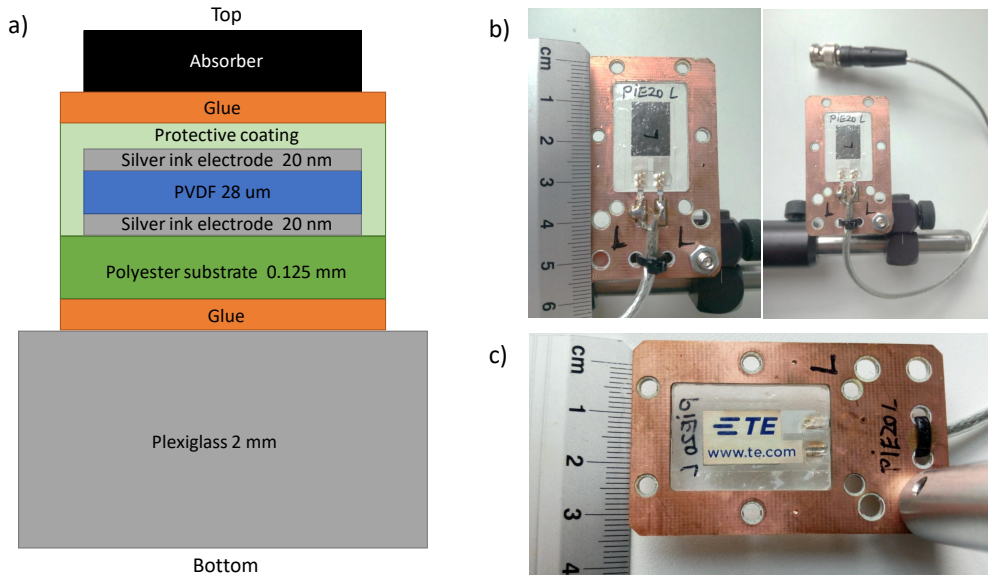 a)
Top
Absorber
Glue
Protective coating
Silver ink electrode 20 nm
PVDF 28 um
Silver ink electrode 20 nm
Polyester substrate 0.125 mm
Glue
Plexiglass 2 mm
Bottom
b)
cm
1
2
3
4
5
6
PiEZO L
L
L
PiEZO L
L
L
c)
cm
1
2
3
4
PiEZO L
TE
www.te.com
L
PiEZOL